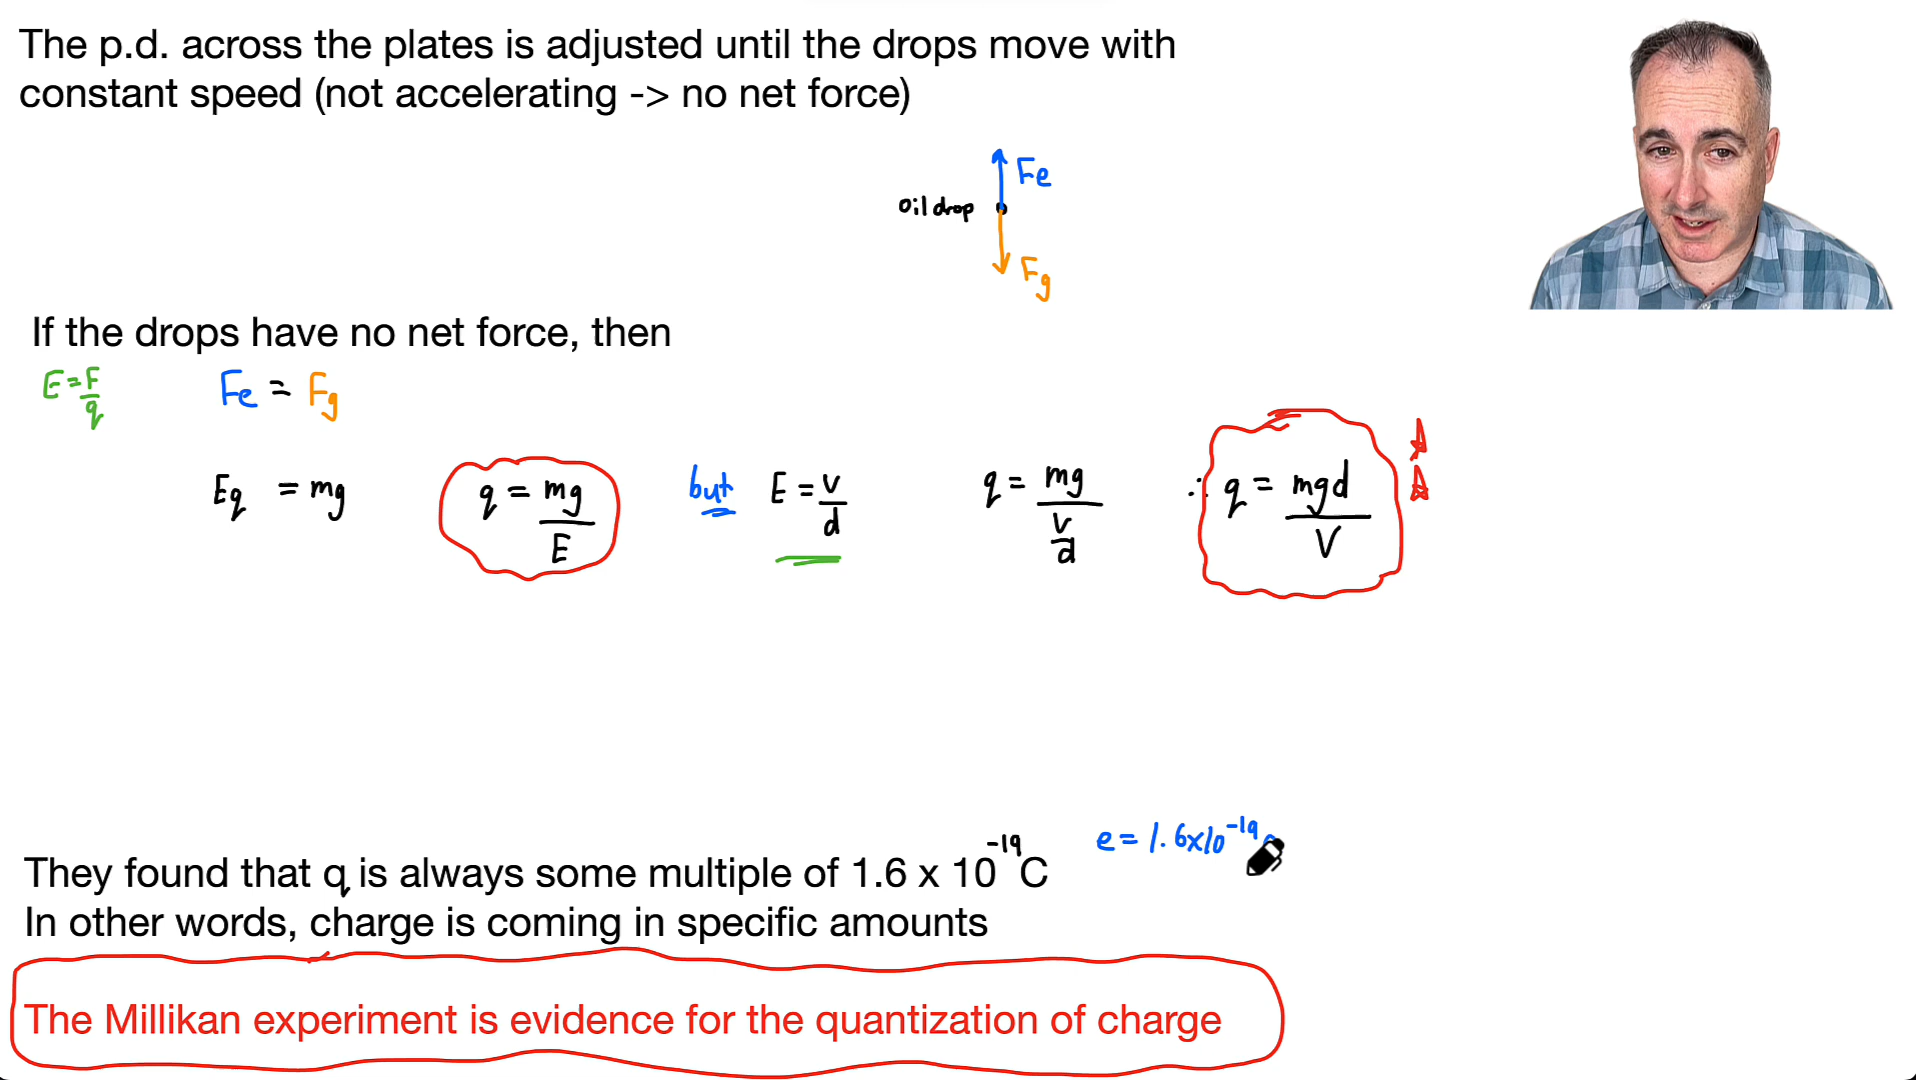 The p.d. across the plates is adjusted until the drops move with
constant speed (not accelerating -> no net force)
Fe
oil drop
Fg
If the drops have no net force, then
E = F/q
Fe = Fg
Eq = mg
q = mg/E
but E = V/d
q = mg/(V/d)
∴ q = mgd/V
e = 1.6x10⁻¹⁹
They found that q is always some multiple of 1.6 x 10⁻¹⁹C
In other words, charge is coming in specific amounts
The Millikan experiment is evidence for the quantization of charge